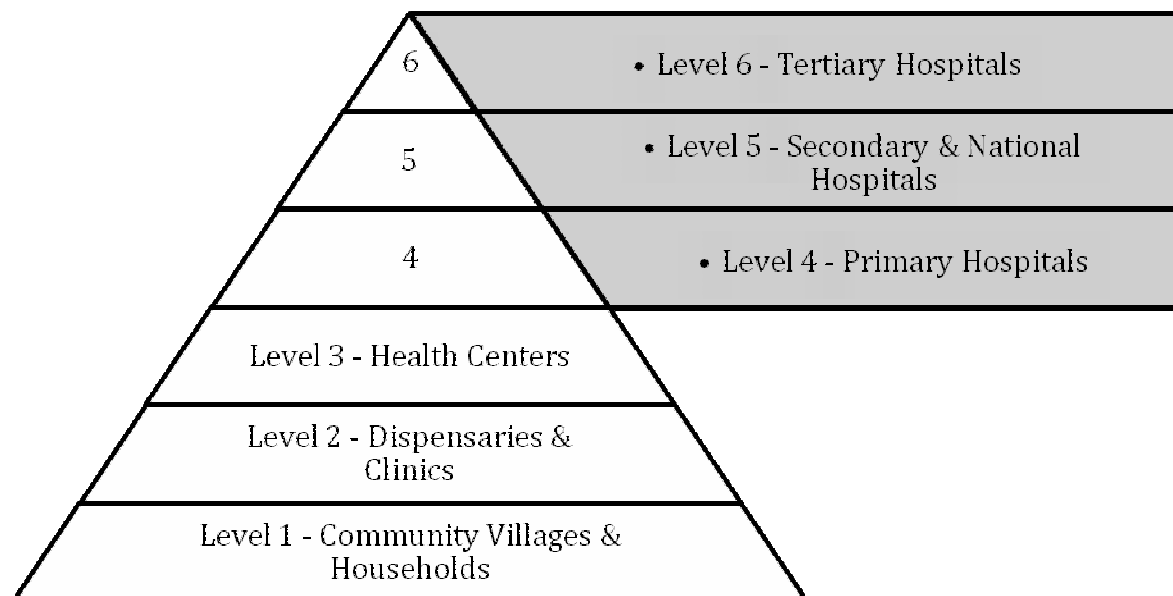 6
• Level 6 - Tertiary Hospitals
5
• Level 5 - Secondary & National
Hospitals
4
• Level 4 - Primary Hospitals
Level 3 - Health Centers
Level 2 - Dispensaries &
Clinics
Level 1 - Community Villages &
Households